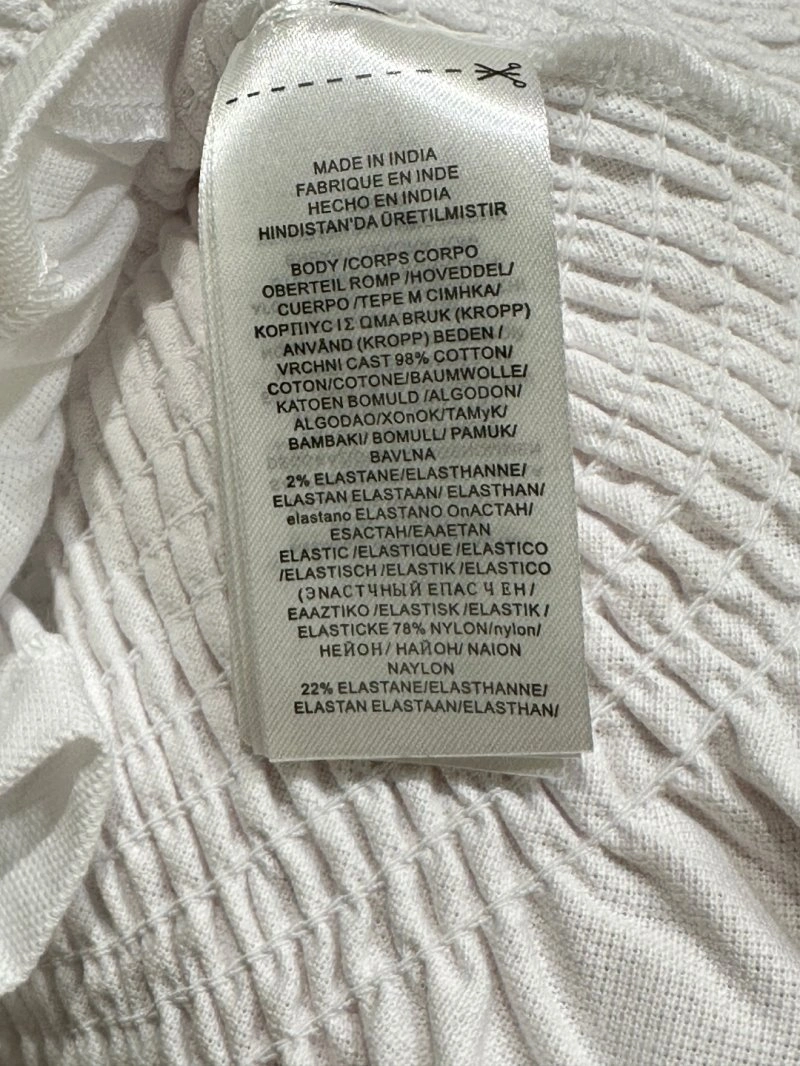 MADE IN INDIA
FABRIQUE EN INDE
HECHO EN INDIA
HINDISTAN'DA ÜRETILMISTIR
BODY /CORPS CORPO
OBERTEIL ROMP /HOVEDDEL/
CUERPO /TEPE M CIMHKA/
КОРПІУС І Σ ΩMA BRUK (KROPP)
ANVÄND (KROPP) BEDEN /
VRCHNI CAST 98% COTTON/
COTON/COTONE/BAUMWOLLE/
KATOEN BOMULD /ALGODON/
ALGODAO/XOnOK/TAMyK/
BAMBAKI/ BOMULL/ PAMUK/
BAVLNA
2% ELASTANE/ELASTHANNE/
ELASTAN ELASTAAN/ ELASTHAN/
elastano ELASTANO OnACTAH/
ESACTAH/EAAETAN
ELASTIC /ELASTIQUE /ELASTICO
/ELASTISCH /ELASTIK /ELASTICO
(ЭNACTЧНЫЙ ЕПАС Ч ЕН /
EAAZTIKO /ELASTISK /ELASTIK /
ELASTICKE 78% NYLON/nylon/
НЕЙОН/ НАЙОН/ NAION
NAYLON
22% ELASTANE/ELASTHANNE/
ELASTAN ELASTAAN/ELASTHAN/